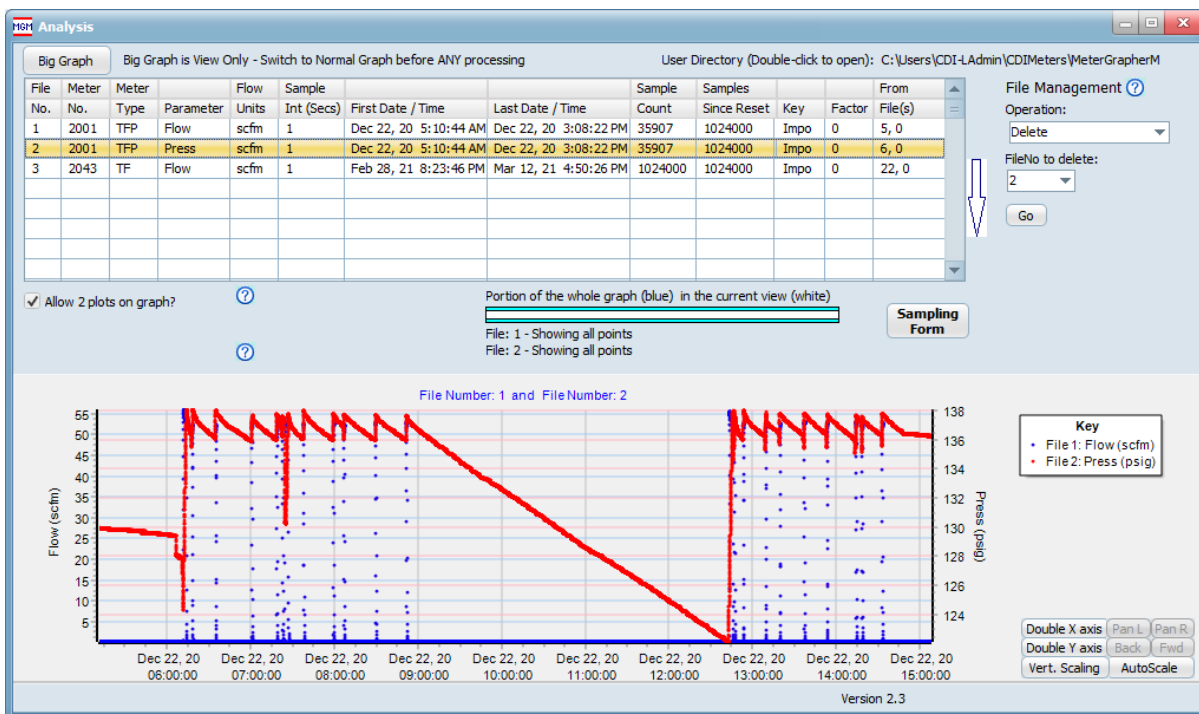 MGM Analysis
Big Graph Big Graph is View Only - Switch to Normal Graph before ANY processing User Directory (Double-click to open): C:\Users\CDI-LAdmin\CDIMeters\MeterGrapherM
File Meter Meter Flow Sample Sample Samples From
No. No. Type Parameter Units Int (Secs) First Date / Time Last Date / Time Count Since Reset Key Factor File(s)
1 2001 TFP Flow scfm 1 Dec 22, 20 5:10:44 AM Dec 22, 20 3:08:22 PM 35907 1024000 Impo 0 5, 0
2 2001 TFP Press scfm 1 Dec 22, 20 5:10:44 AM Dec 22, 20 3:08:22 PM 35907 1024000 Impo 0 6, 0
3 2043 TF Flow scfm 1 Feb 28, 21 8:23:46 PM Mar 12, 21 4:50:26 PM 1024000 1024000 Impo 0 22, 0
File Management ?
Operation:
Delete
FileNo to delete:
2
Go
Allow 2 plots on graph? ?
?
Portion of the whole graph (blue) in the current view (white)
File: 1 - Showing all points
File: 2 - Showing all points
Sampling
Form
File Number: 1 and File Number: 2
Flow (scfm)
55
50
45
40
35
30
25
20
15
10
5
138
136
134
132
130
128
126
124
Press (psig)
Dec 22, 20 Dec 22, 20 Dec 22, 20 Dec 22, 20 Dec 22, 20 Dec 22, 20 Dec 22, 20 Dec 22, 20 Dec 22, 20 Dec 22, 20
06:00:00 07:00:00 08:00:00 09:00:00 10:00:00 11:00:00 12:00:00 13:00:00 14:00:00 15:00:00
Key
File 1: Flow (scfm)
File 2: Press (psig)
Double X axis Pan L Pan R
Double Y axis Back Fwd
Vert. Scaling AutoScale
Version 2.3